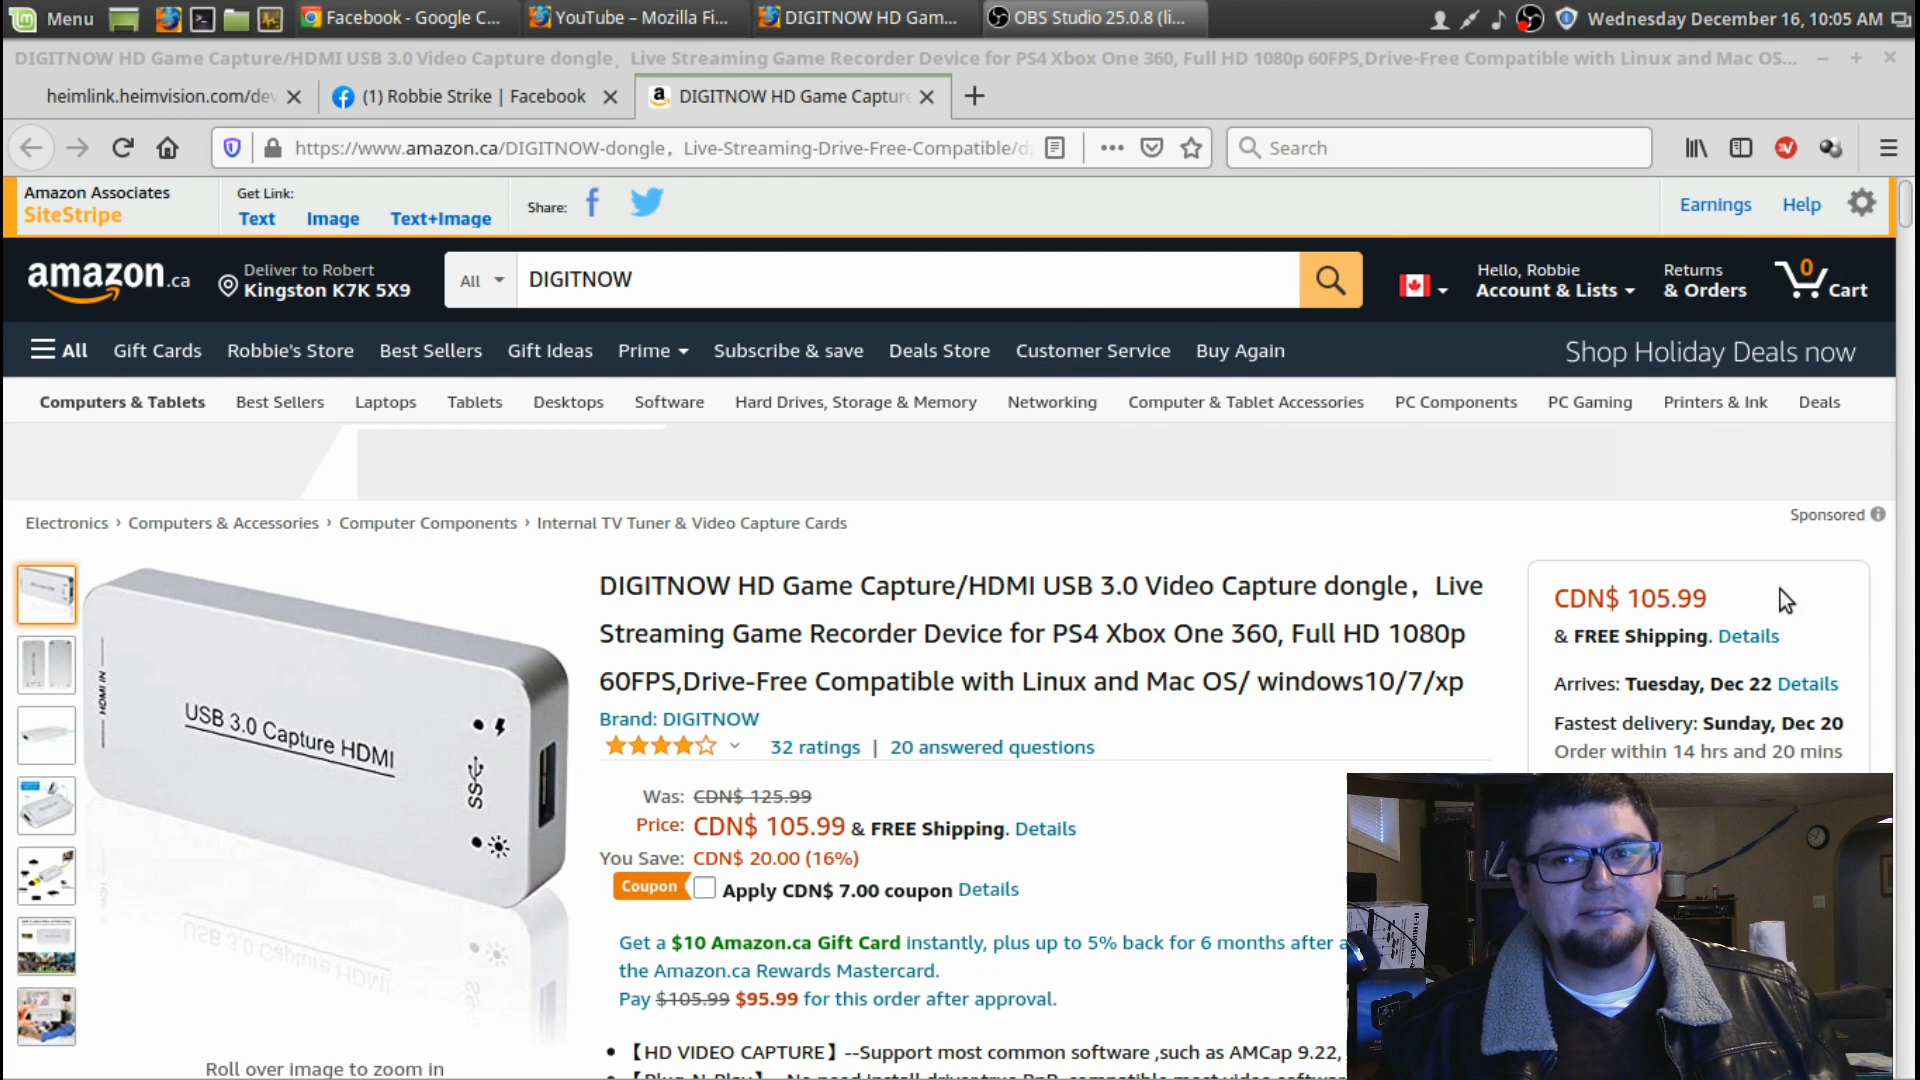 Menu
Facebook - Google C...
YouTube – Mozilla Fi...
DIGITNOW HD Gam...
OBS Studio 25.0.8 (li...
Wednesday December 16, 10:05 AM
DIGITNOW HD Game Capture/HDMI USB 3.0 Video Capture dongle， Live Streaming Game Recorder Device for PS4 Xbox One 360, Full HD 1080p 60FPS,Drive-Free Compatible with Linux and Mac OS...
heimlink.heimvision.com/dev
(1) Robbie Strike | Facebook
DIGITNOW HD Game Capture
https://www.amazon.ca/DIGITNOW-dongle，Live-Streaming-Drive-Free-Compatible/d
Search
Amazon Associates
SiteStripe
Get Link:
Text Image Text+Image
Share:
Earnings Help
amazon.ca
Deliver to Robert
Kingston K7K 5X9
All
DIGITNOW
Hello, Robbie
Account & Lists
Returns
& Orders
0
Cart
All Gift Cards Robbie's Store Best Sellers Gift Ideas Prime Subscribe & save Deals Store Customer Service Buy Again
Shop Holiday Deals now
Computers & Tablets Best Sellers Laptops Tablets Desktops Software Hard Drives, Storage & Memory Networking Computer & Tablet Accessories PC Components PC Gaming Printers & Ink Deals
Sponsored
Electronics › Computers & Accessories › Computer Components › Internal TV Tuner & Video Capture Cards
HDMI IN
USB 3.0 Capture HDMI
SS
Roll over image to zoom in
DIGITNOW HD Game Capture/HDMI USB 3.0 Video Capture dongle，Live
Streaming Game Recorder Device for PS4 Xbox One 360, Full HD 1080p
60FPS,Drive-Free Compatible with Linux and Mac OS/ windows10/7/xp
Brand: DIGITNOW
32 ratings | 20 answered questions
Was: CDN$ 125.99
Price: CDN$ 105.99 & FREE Shipping. Details
You Save: CDN$ 20.00 (16%)
Coupon Apply CDN$ 7.00 coupon Details
Get a $10 Amazon.ca Gift Card instantly, plus up to 5% back for 6 months after a
the Amazon.ca Rewards Mastercard.
Pay $105.99 $95.99 for this order after approval.
• 【HD VIDEO CAPTURE】--Support most common software ,such as AMCap 9.22,
CDN$ 105.99
& FREE Shipping. Details
Arrives: Tuesday, Dec 22 Details
Fastest delivery: Sunday, Dec 20
Order within 14 hrs and 20 mins